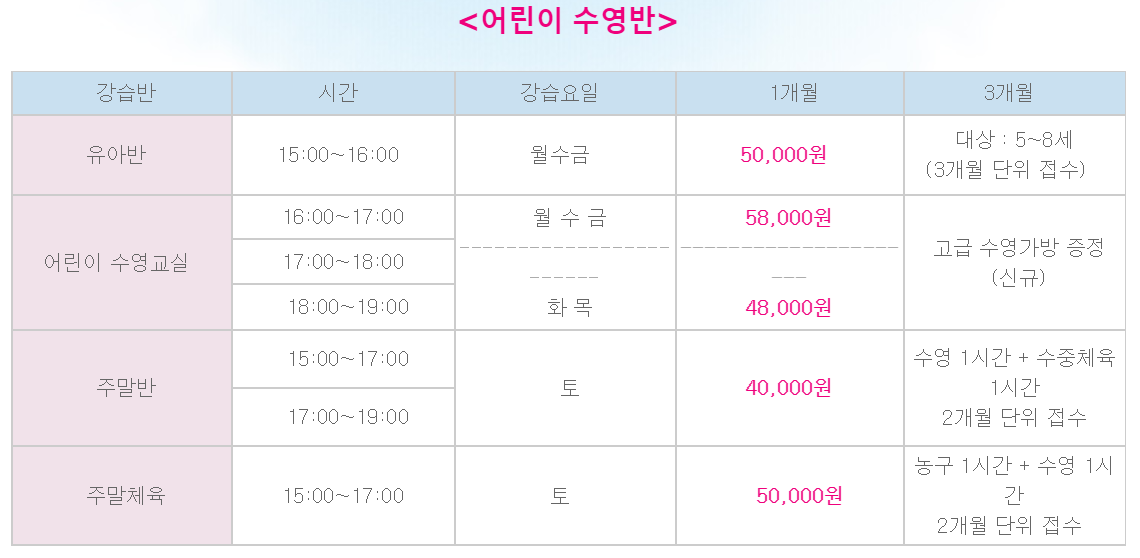 <어린이 수영반>
강습반 시간 강습요일 1개월 3개월
유아반 15:00~16:00 월수금 50,000원 대상 : 5~8세
(3개월 단위 접수)
어린이 수영교실 16:00~17:00 월 수 금 58,000원 고급 수영가방 증정
(신규)
17:00~18:00
18:00~19:00 화 목 48,000원
주말반 15:00~17:00 토 40,000원 수영 1시간 + 수중체육
1시간
2개월 단위 접수
17:00~19:00
주말체육 15:00~17:00 토 50,000원 농구 1시간 + 수영 1시
간
2개월 단위 접수